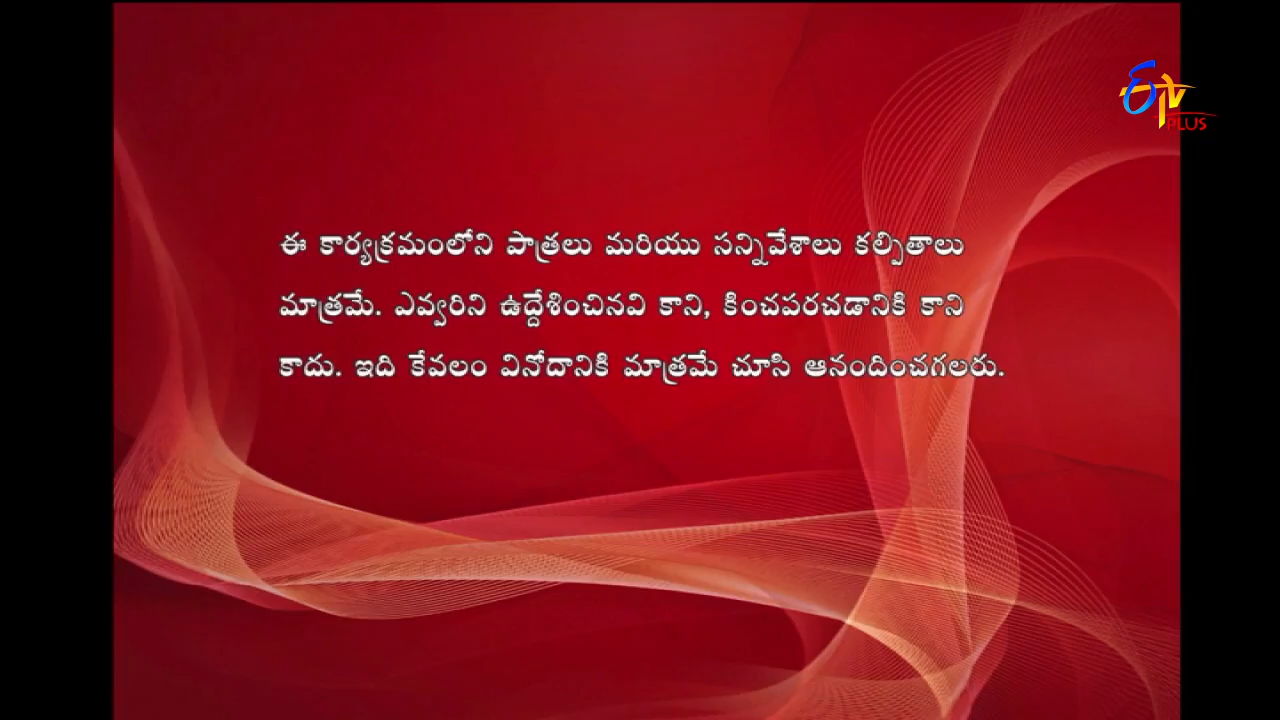 ETV
PLUS
ఈ కార్యక్రమంలోని పాత్రలు మరియు సన్నివేశాలు కల్పితాలు
మాత్రమే. ఎవ్వరిని ఉద్దేశించినవి కాని, కించపరచడానికి కాని
కాదు. ఇది కేవలం వినోదానికి మాత్రమే చూసి ఆనందించగలరు.